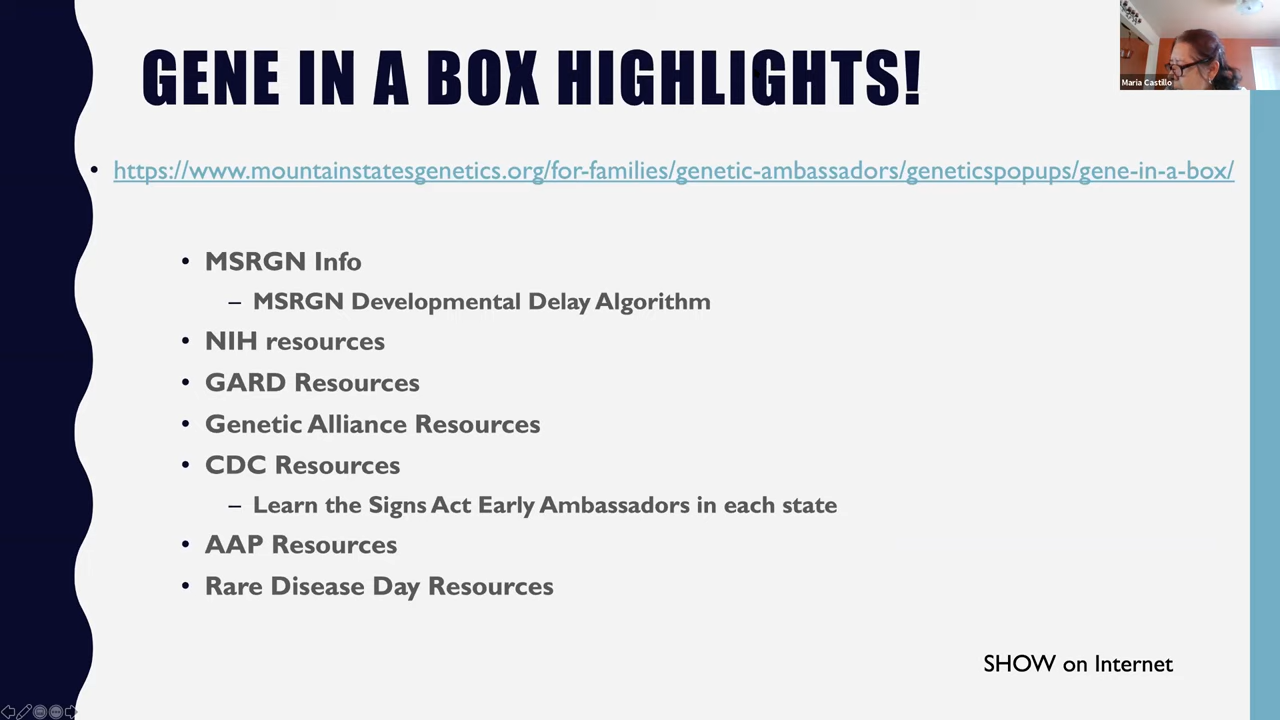 GENE IN A BOX HIGHLIGHTS!
Maria Castillo
• https://www.mountainstatesgenetics.org/for-families/genetic-ambassadors/geneticspopups/gene-in-a-box/
• MSRGN Info
– MSRGN Developmental Delay Algorithm
• NIH resources
• GARD Resources
• Genetic Alliance Resources
• CDC Resources
– Learn the Signs Act Early Ambassadors in each state
• AAP Resources
• Rare Disease Day Resources
SHOW on Internet